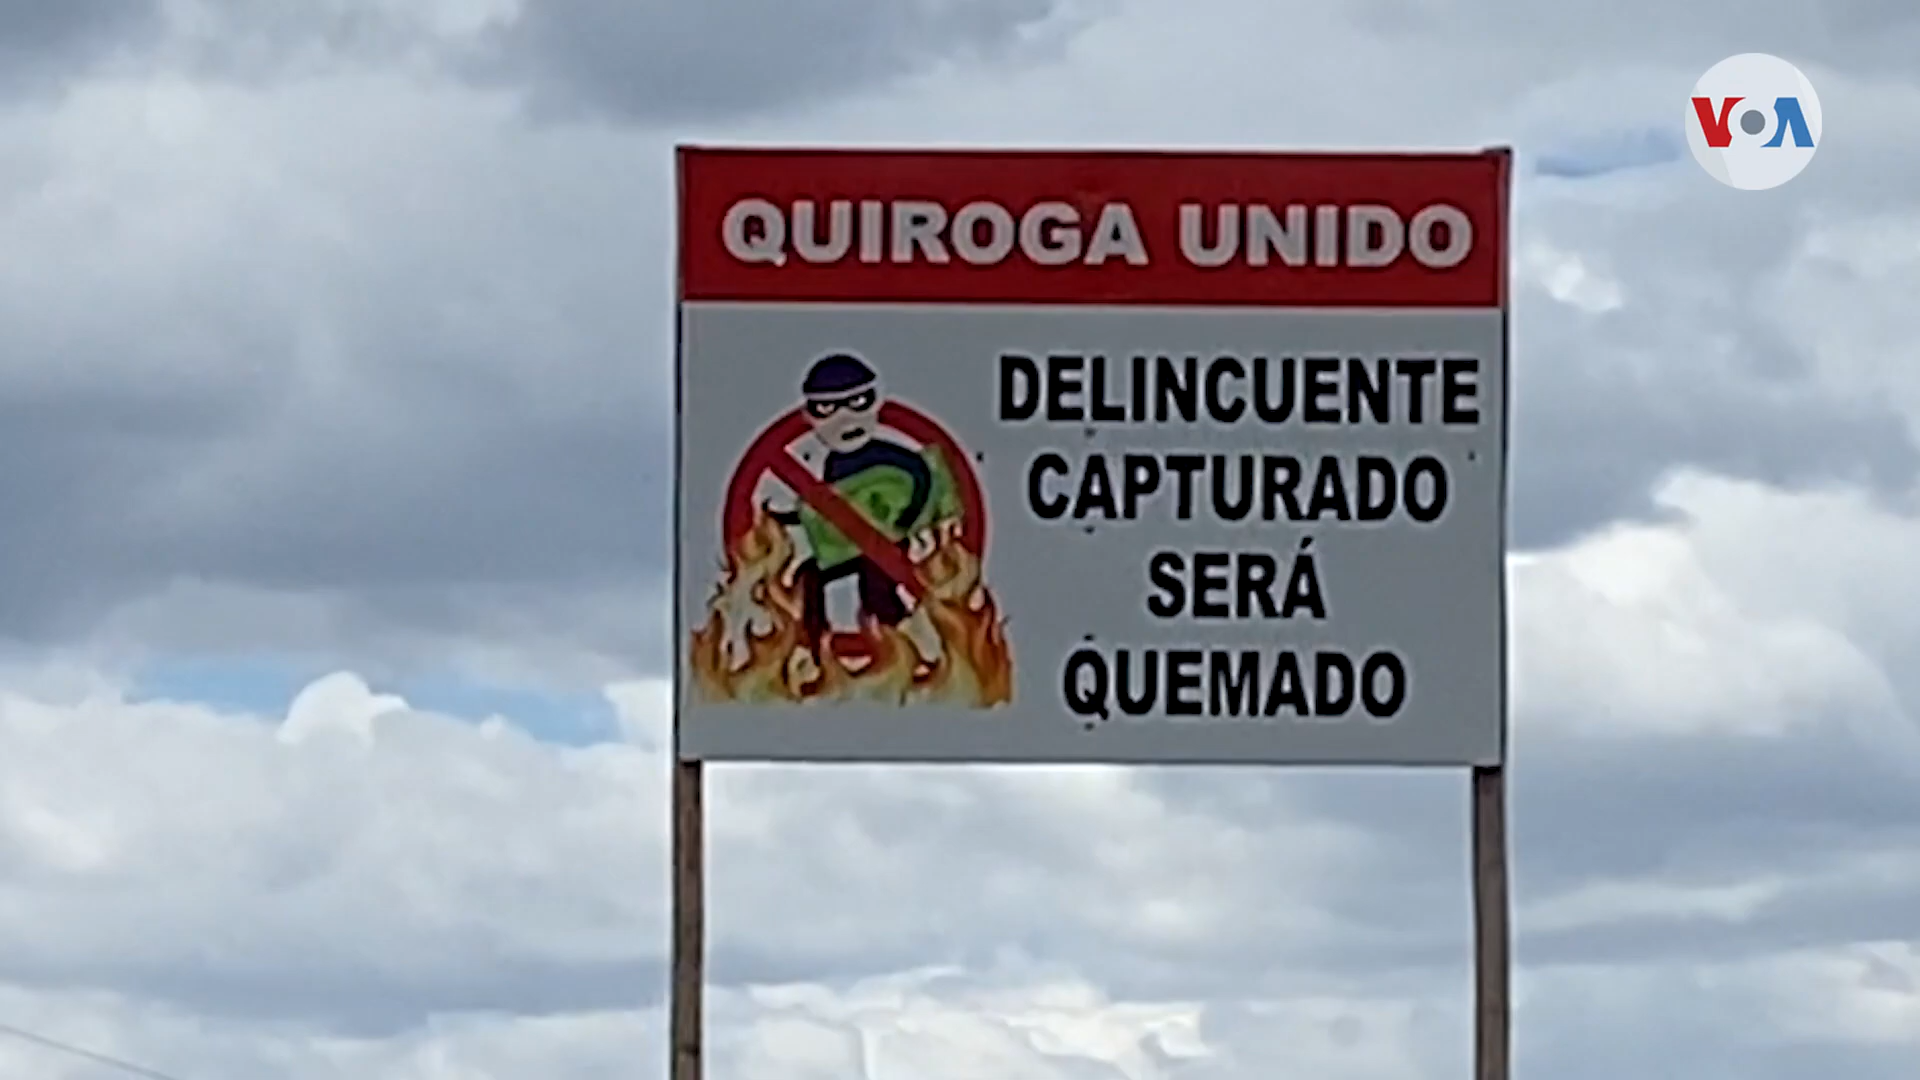 VOA
QUIROGA UNIDO
DELINCUENTE
CAPTURADO
SERÁ
QUEMADO